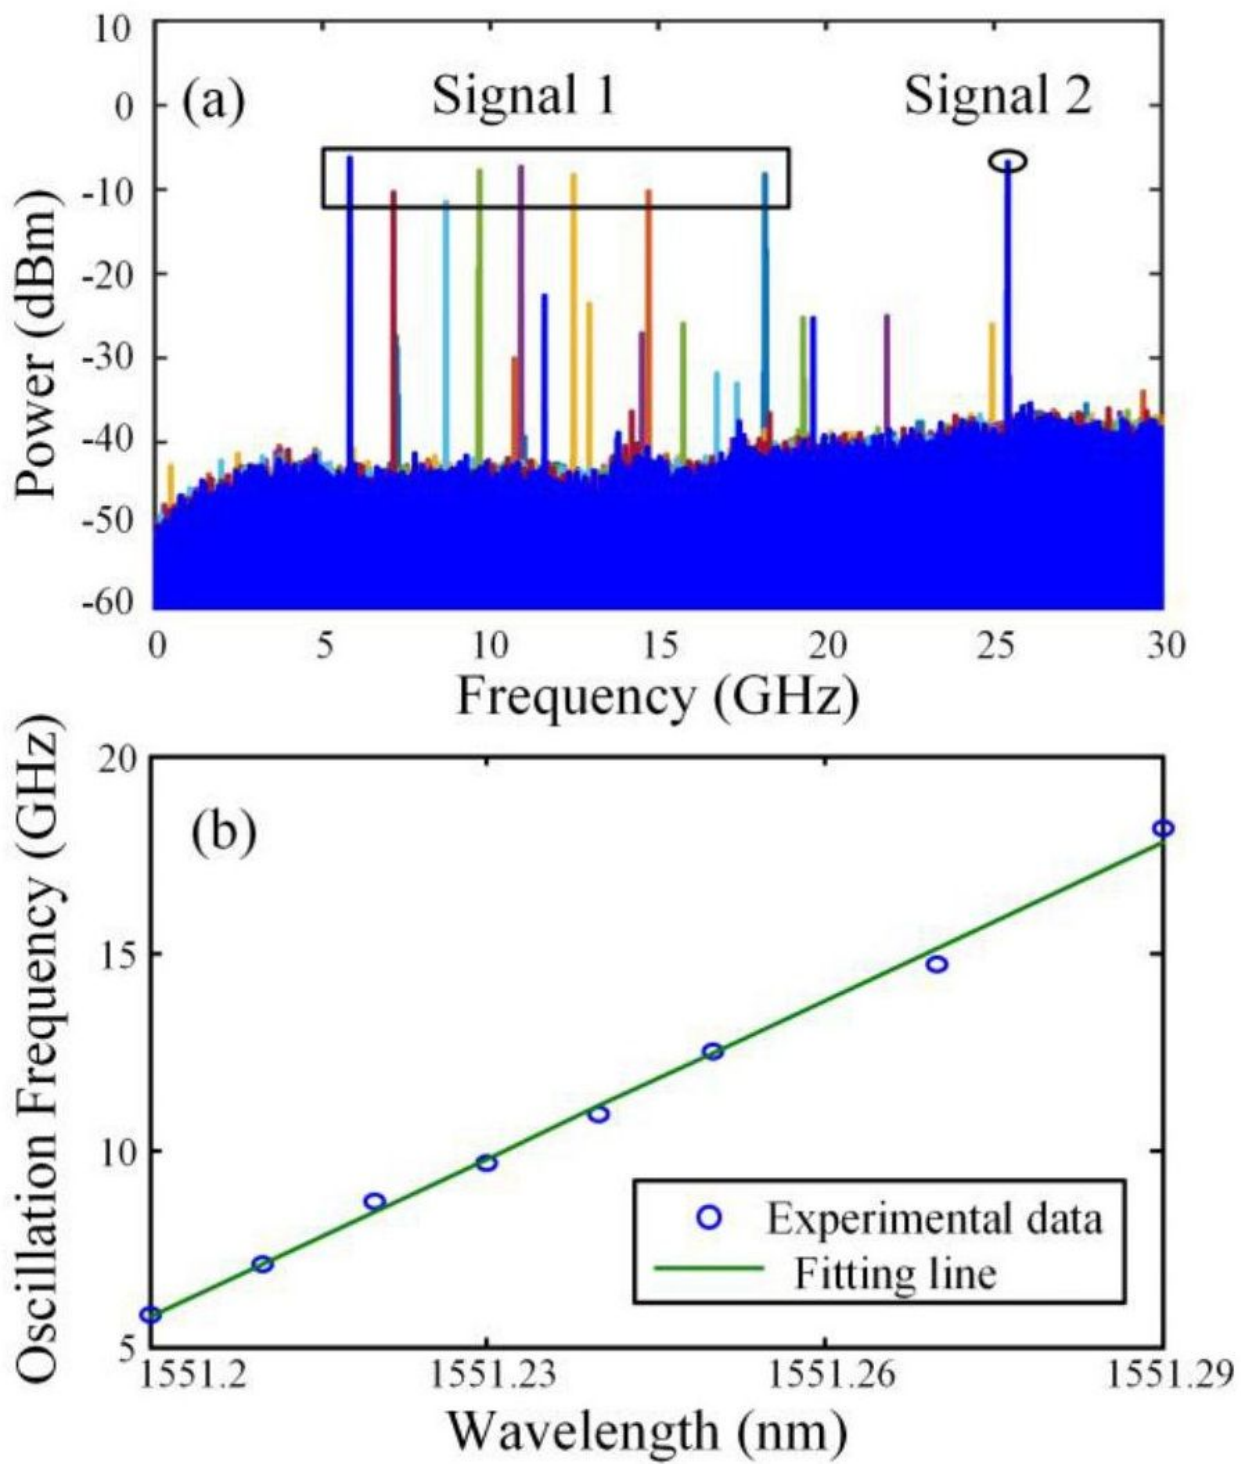 10
0
-10
-20
-30
-40
-50
-60
Power (dBm)
(a)
Signal 1
Signal 2
0 5 10 15 20 25 30
Frequency (GHz)
20
15
10
5
Oscillation Frequency (GHz)
(b)
Experimental data
Fitting line
1551.2 1551.23 1551.26 1551.29
Wavelength (nm)